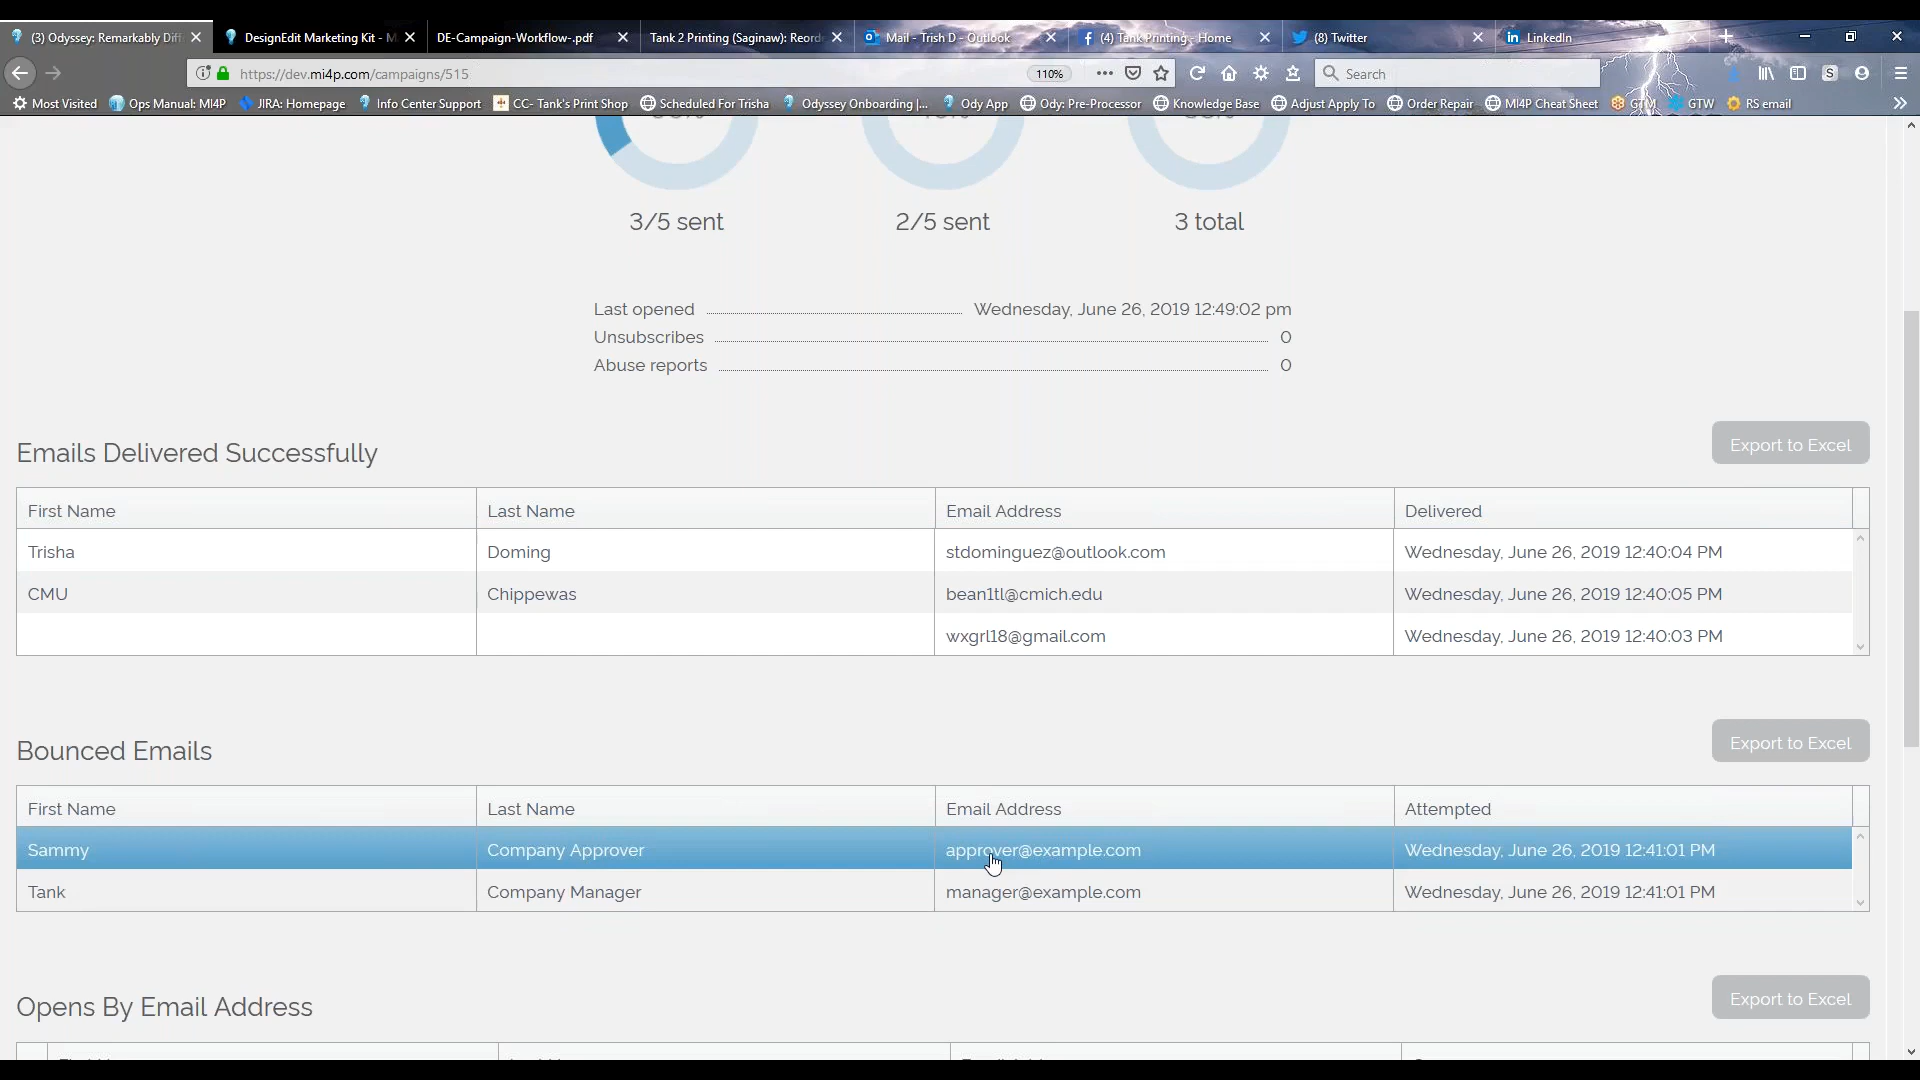 (3) Odyssey: Remarkably Diff
DesignEdit Marketing Kit - M
DE-Campaign-Workflow-.pdf
Tank 2 Printing (Saginaw): Reord
Mail - Trish D - Outlook
(4) Tank Printing - Home
(8) Twitter
LinkedIn
https://dev.mi4p.com/campaigns/515
110%
Search
Most Visited
Ops Manual: MI4P
JIRA: Homepage
Info Center Support
CC- Tank's Print Shop
Scheduled For Trisha
Odyssey Onboarding |...
Ody App
Ody: Pre-Processor
Knowledge Base
Adjust Apply To
Order Repair
MI4P Cheat Sheet
GTW
RS email
3/5 sent
2/5 sent
3 total
Last opened Wednesday, June 26, 2019 12:49:02 pm
Unsubscribes 0
Abuse reports 0
Emails Delivered Successfully
Export to Excel
First Name Last Name Email Address Delivered
Trisha Doming stdominguez@outlook.com Wednesday, June 26, 2019 12:40:04 PM
CMU Chippewas bean1tl@cmich.edu Wednesday, June 26, 2019 12:40:05 PM
wxgrl18@gmail.com Wednesday, June 26, 2019 12:40:03 PM
Bounced Emails
Export to Excel
First Name Last Name Email Address Attempted
Sammy Company Approver approver@example.com Wednesday, June 26, 2019 12:41:01 PM
Tank Company Manager manager@example.com Wednesday, June 26, 2019 12:41:01 PM
Opens By Email Address
Export to Excel